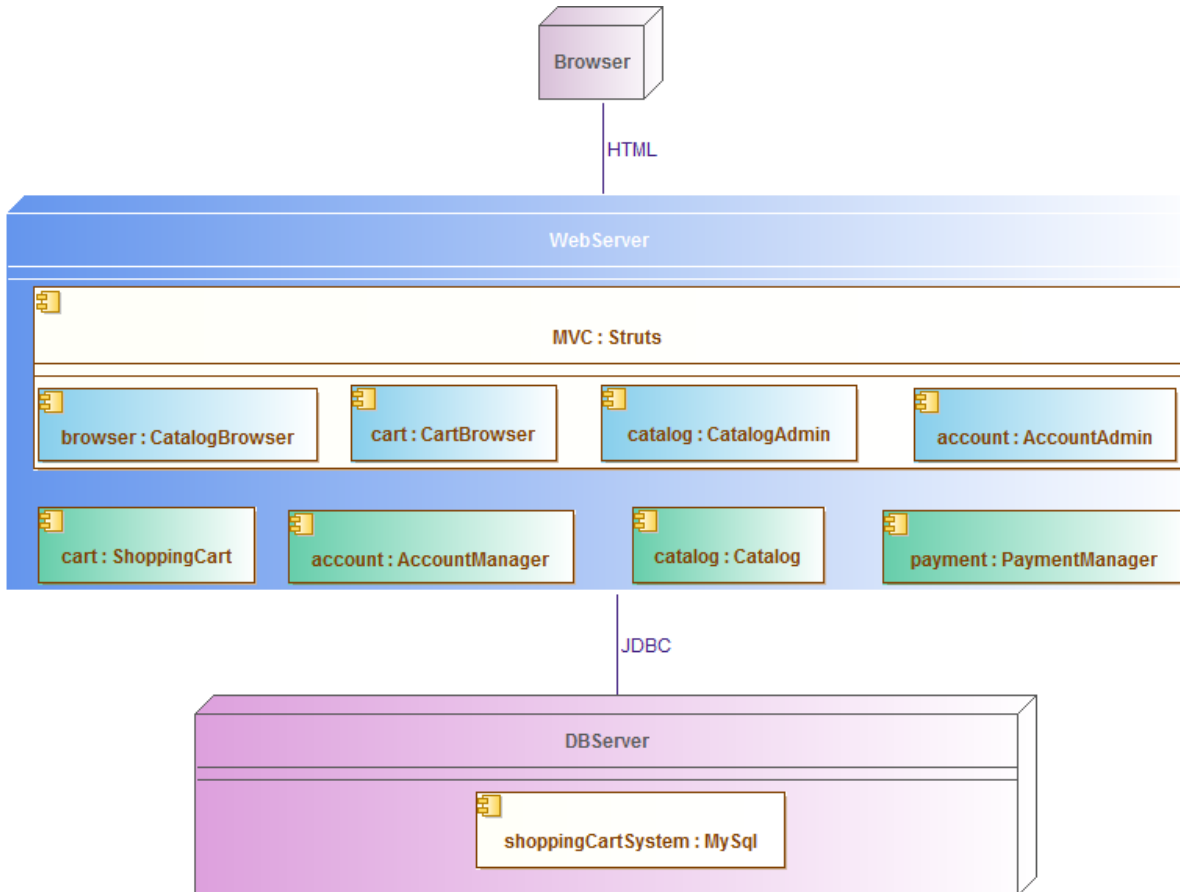 Browser
HTML
WebServer
MVC : Struts
browser : CatalogBrowser
cart : CartBrowser
catalog : CatalogAdmin
account : AccountAdmin
cart : ShoppingCart
account : AccountManager
catalog : Catalog
payment : PaymentManager
JDBC
DBServer
shoppingCartSystem : MySql